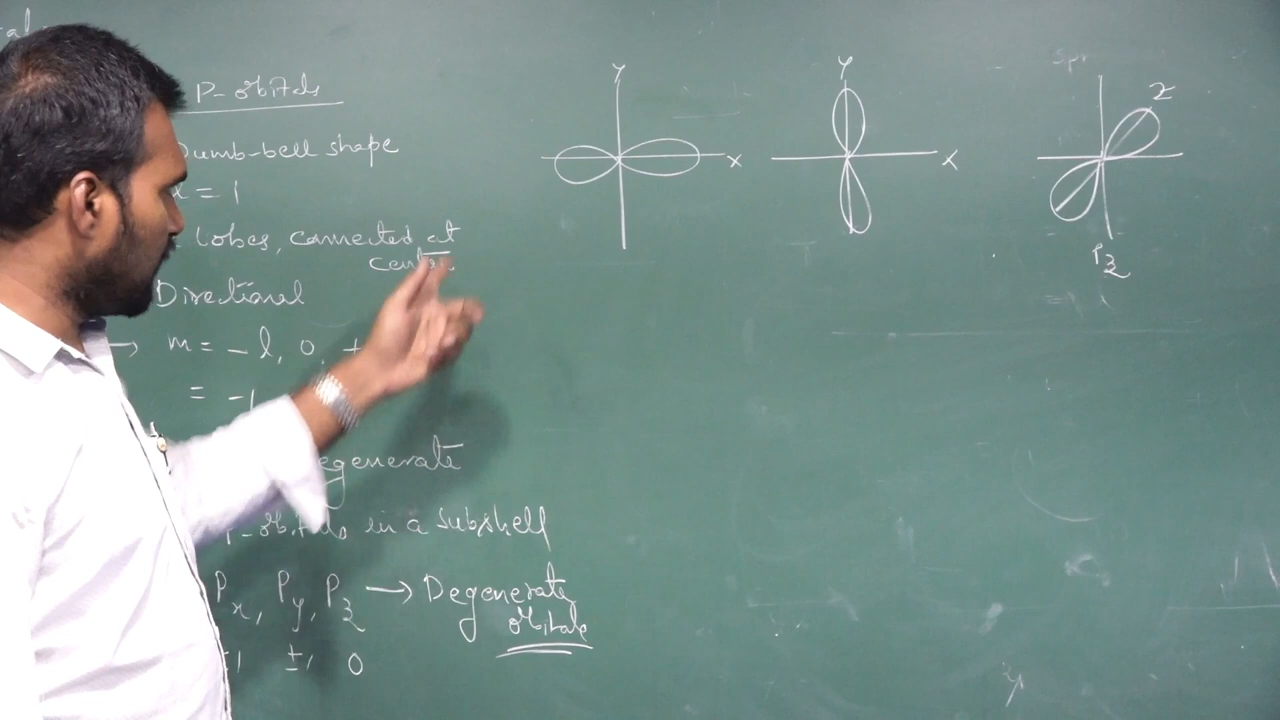 P-orbitals
Dumb-bell shape
l = 1
lobes, connected at
centre
Directional
→ m = - l, 0, +
= -1
egenerate
P-orbitals in a subshell
Px, Py, Pz → Degenerate
orbitals
±1 ±1 0
Y
X
Y
X
Z
Pz